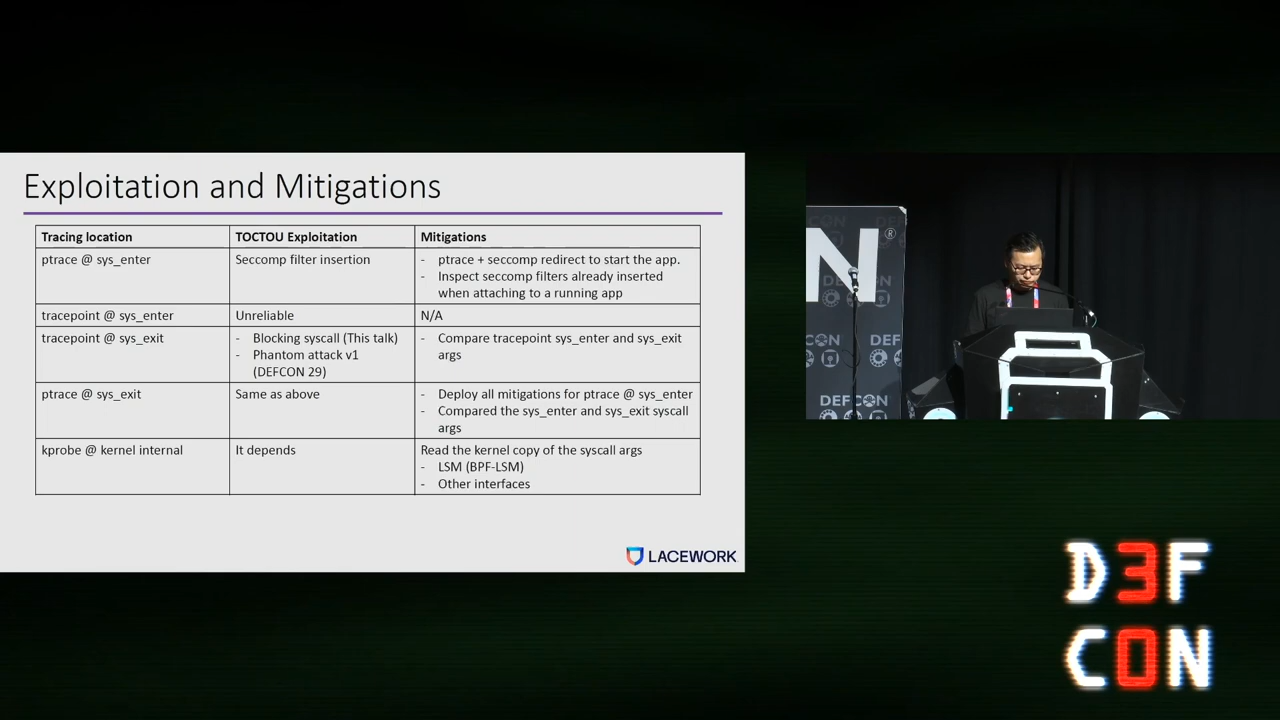 Exploitation and Mitigations
Tracing location
TOCTOU Exploitation
Mitigations
ptrace @ sys_enter
Seccomp filter insertion
- ptrace + seccomp redirect to start the app.
- Inspect seccomp filters already inserted
when attaching to a running app
tracepoint @ sys_enter
Unreliable
N/A
tracepoint @ sys_exit
- Blocking syscall (This talk)
- Phantom attack v1
(DEFCON 29)
- Compare tracepoint sys_enter and sys_exit
args
ptrace @ sys_exit
Same as above
- Deploy all mitigations for ptrace @ sys_enter
- Compared the sys_enter and sys_exit syscall
args
kprobe @ kernel internal
It depends
Read the kernel copy of the syscall args
- LSM (BPF-LSM)
- Other interfaces
LACEWORK
N®
DEFCON
D3F
C0N